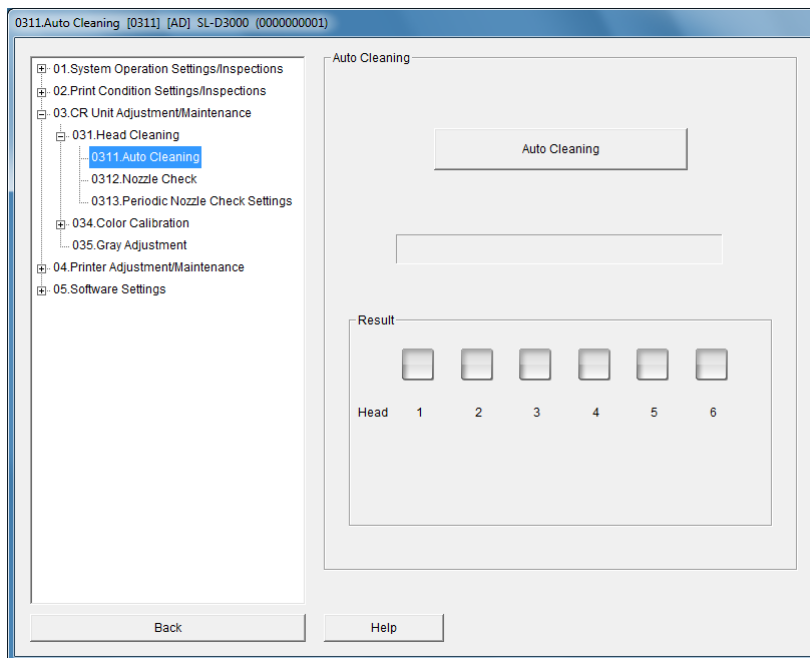 0311.Auto Cleaning [0311] [AD] SL-D3000 (0000000001)
01.System Operation Settings/Inspections
02.Print Condition Settings/Inspections
03.CR Unit Adjustment/Maintenance
031.Head Cleaning
0311.Auto Cleaning
0312.Nozzle Check
0313.Periodic Nozzle Check Settings
034.Color Calibration
035.Gray Adjustment
04.Printer Adjustment/Maintenance
05.Software Settings
Back
Auto Cleaning
Auto Cleaning
Result
Head 1 2 3 4 5 6
Help